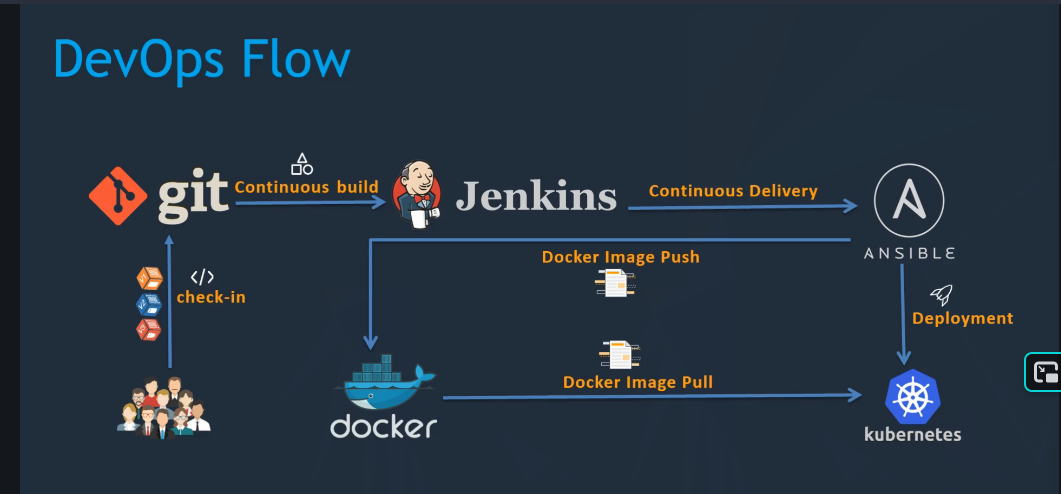 DevOps Flow
git
Continuous build
Jenkins
Continuous Delivery
ANSIBLE
Docker Image Push
</>
check-in
Deployment
Docker Image Pull
docker
kubernetes